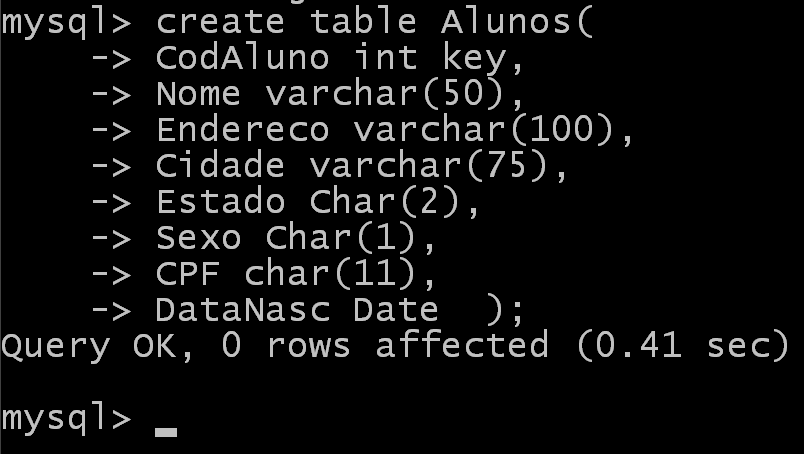 mysql> create table Alunos(
    -> CodAluno int key,
    -> Nome varchar(50),
    -> Endereco varchar(100),
    -> Cidade varchar(75),
    -> Estado Char(2),
    -> Sexo Char(1),
    -> CPF char(11),
    -> DataNasc Date  );
Query OK, 0 rows affected (0.41 sec)
mysql> _